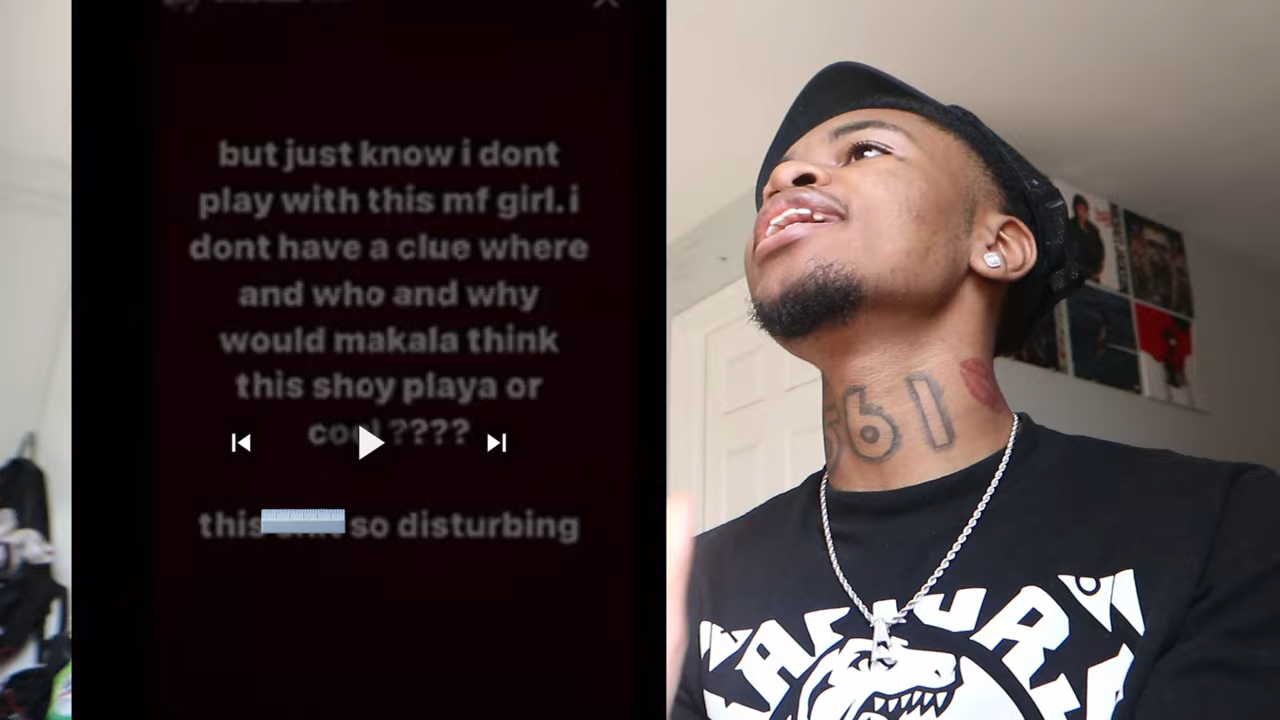 but just know i dont
play with this mf girl. i
dont have a clue where
and who and why
would makala think
this shoy playa or
cool ????
this so disturbing
561